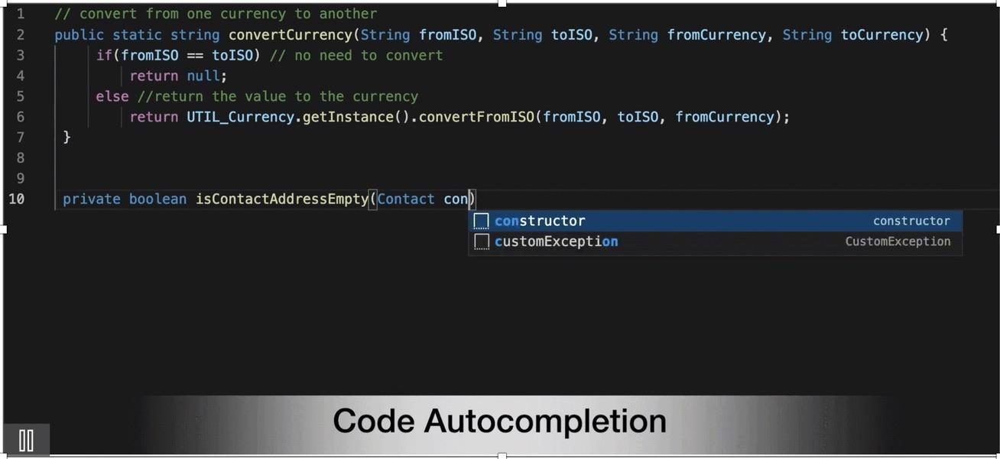 1 // convert from one currency to another
2 public static string convertCurrency(String fromISO, String toISO, String fromCurrency, String toCurrency) {
3 if(fromISO == toISO) // no need to convert
4 return null;
5 else //return the value to the currency
6 return UTIL_Currency.getInstance().convertFromISO(fromISO, toISO, fromCurrency);
7 }
8
9
10 private boolean isContactAddressEmpty(Contact con)
constructor constructor
customException CustomException
Code Autocompletion